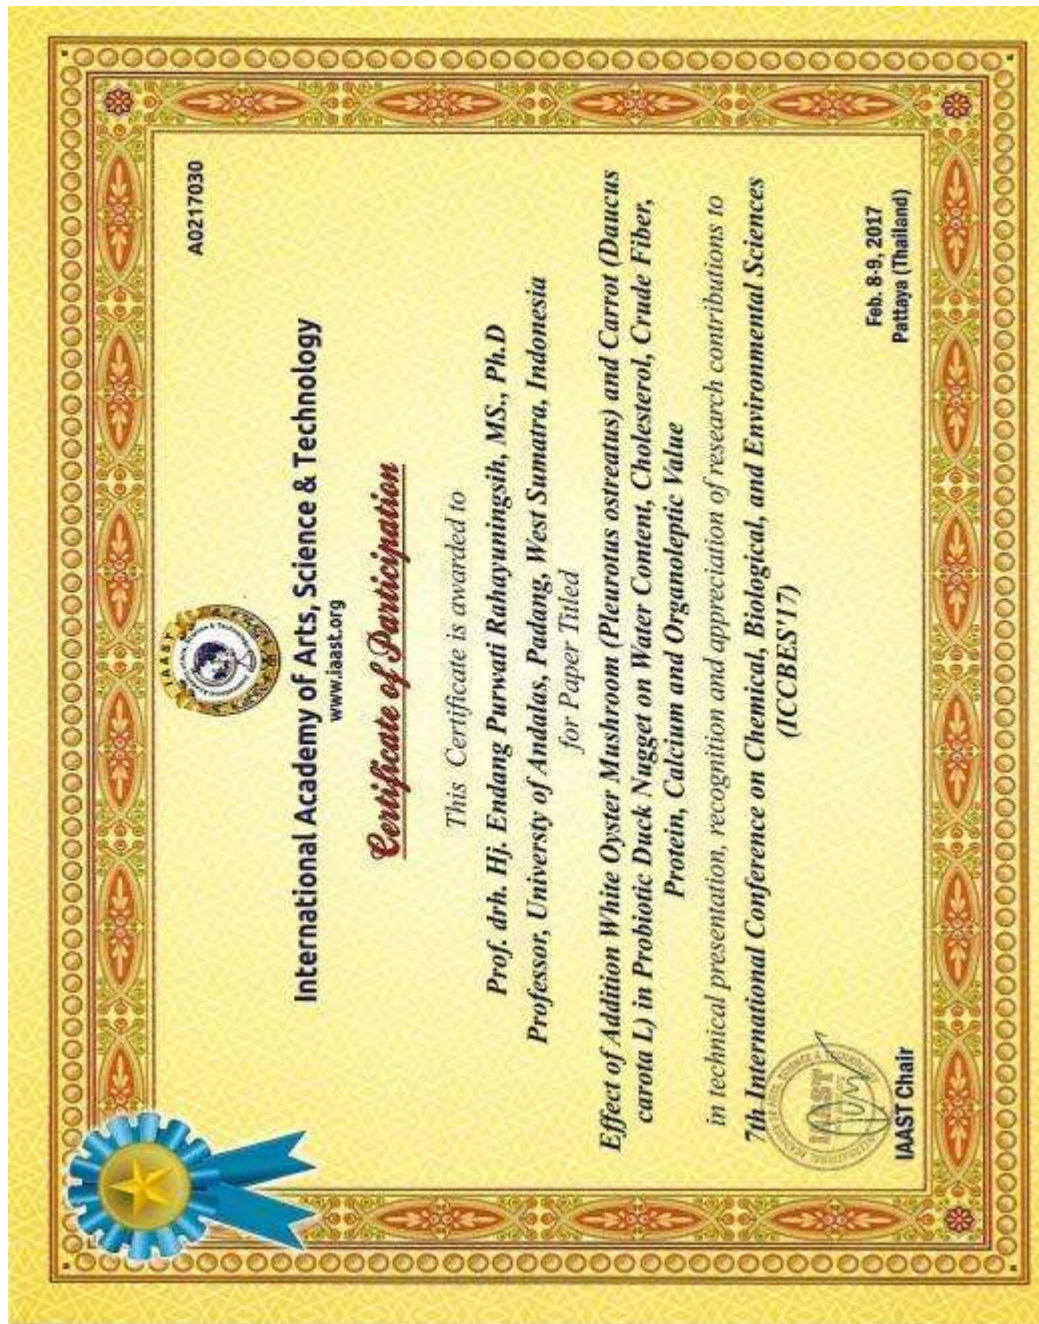 A0217030
IAAST
International Academy of Arts, Science & Technology
www.iaast.org
Certificate of Participation
This Certificate is awarded to
Prof. drh. Hj. Endang Purwati Rahayuningsih, MS., Ph.D
Professor, Universty of Andalas, Padang, West Sumatra, Indonesia
for Paper Titled
Effect of Addition White Oyster Mushroom (Pleurotus ostreatus) and Carrot (Daucus
carota L) in Probiotic Duck Nugget on Water Content, Cholesterol, Crude Fiber,
Protein, Calcium and Organoleptic Value
in technical presentation, recognition and appreciation of research contributions to
7th International Conference on Chemical, Biological, and Environmental Sciences
(ICCBES'17)
IAAST
IAAST Chair
Feb. 8-9, 2017
Pattaya (Thailand)